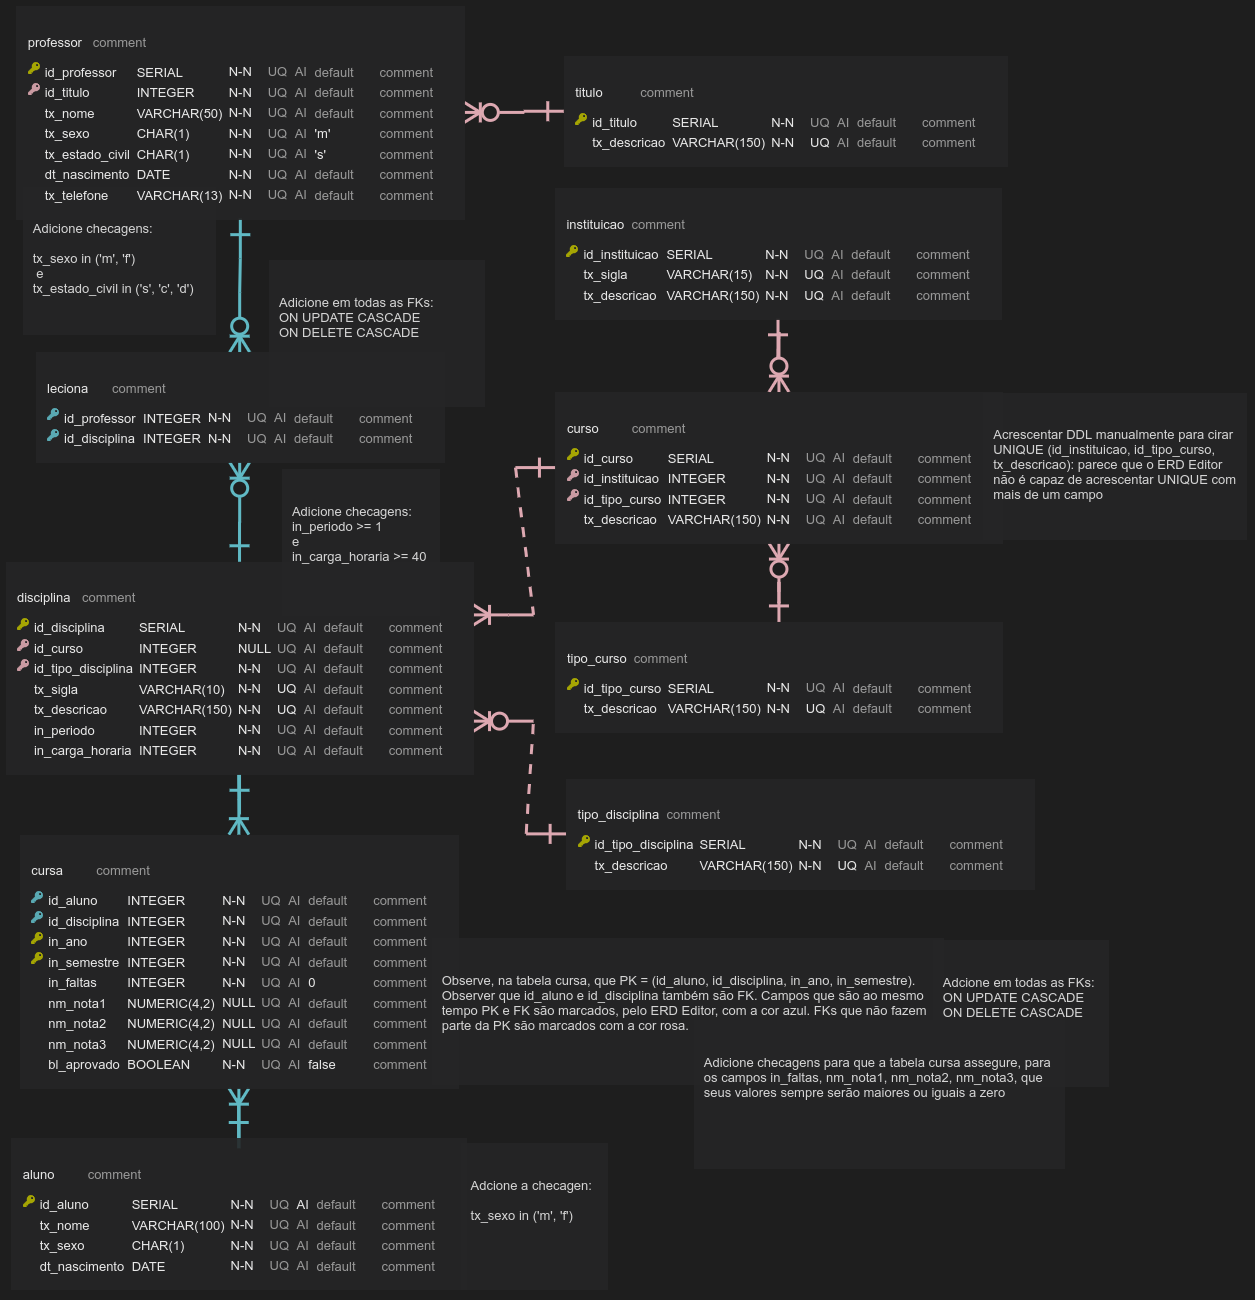 professor comment
id_professor SERIAL N-N UQ AI default comment
id_titulo INTEGER N-N UQ AI default comment
tx_nome VARCHAR(50) N-N UQ AI default comment
tx_sexo CHAR(1) N-N UQ AI 'm' comment
tx_estado_civil CHAR(1) N-N UQ AI 's' comment
dt_nascimento DATE N-N UQ AI default comment
tx_telefone VARCHAR(13) N-N UQ AI default comment
titulo comment
id_titulo SERIAL N-N UQ AI default comment
tx_descricao VARCHAR(150) N-N UQ AI default comment
Adicione checagens:
tx_sexo in ('m', 'f')
e
tx_estado_civil in ('s', 'c', 'd')
instituicao comment
id_instituicao SERIAL N-N UQ AI default comment
tx_sigla VARCHAR(15) N-N UQ AI default comment
tx_descricao VARCHAR(150) N-N UQ AI default comment
Adicione em todas as FKs:
ON UPDATE CASCADE
ON DELETE CASCADE
leciona comment
id_professor INTEGER N-N UQ AI default comment
id_disciplina INTEGER N-N UQ AI default comment
curso comment
id_curso SERIAL N-N UQ AI default comment
id_instituicao INTEGER N-N UQ AI default comment
id_tipo_curso INTEGER N-N UQ AI default comment
tx_descricao VARCHAR(150) N-N UQ AI default comment
Acrescentar DDL manualmente para cirar
UNIQUE (id_instituicao, id_tipo_curso,
tx_descricao): parece que o ERD Editor
não é capaz de acrescentar UNIQUE com
mais de um campo
Adicione checagens:
in_periodo >= 1
e
in_carga_horaria >= 40
disciplina comment
id_disciplina SERIAL N-N UQ AI default comment
id_curso INTEGER NULL UQ AI default comment
id_tipo_disciplina INTEGER N-N UQ AI default comment
tx_sigla VARCHAR(10) N-N UQ AI default comment
tx_descricao VARCHAR(150) N-N UQ AI default comment
in_periodo INTEGER N-N UQ AI default comment
in_carga_horaria INTEGER N-N UQ AI default comment
tipo_curso comment
id_tipo_curso SERIAL N-N UQ AI default comment
tx_descricao VARCHAR(150) N-N UQ AI default comment
tipo_disciplina comment
id_tipo_disciplina SERIAL N-N UQ AI default comment
tx_descricao VARCHAR(150) N-N UQ AI default comment
cursa comment
id_aluno INTEGER N-N UQ AI default comment
id_disciplina INTEGER N-N UQ AI default comment
in_ano INTEGER N-N UQ AI default comment
in_semestre INTEGER N-N UQ AI default comment
in_faltas INTEGER N-N UQ AI 0 comment
nm_nota1 NUMERIC(4,2) NULL UQ AI default comment
nm_nota2 NUMERIC(4,2) NULL UQ AI default comment
nm_nota3 NUMERIC(4,2) NULL UQ AI default comment
bl_aprovado BOOLEAN N-N UQ AI false comment
Observe, na tabela cursa, que PK = (id_aluno, id_disciplina, in_ano, in_semestre).
Observer que id_aluno e id_disciplina também são FK. Campos que são ao mesmo
tempo PK e FK são marcados, pelo ERD Editor, com a cor azul. FKs que não fazem
parte da PK são marcados com a cor rosa.
Adicione em todas as FKs:
ON UPDATE CASCADE
ON DELETE CASCADE
Adicione checagens para que a tabela cursa assegure, para
os campos in_faltas, nm_nota1, nm_nota2, nm_nota3, que
seus valores sempre serão maiores ou iguais a zero
aluno comment
id_aluno SERIAL N-N UQ AI default comment
tx_nome VARCHAR(100) N-N UQ AI default comment
tx_sexo CHAR(1) N-N UQ AI default comment
dt_nascimento DATE N-N UQ AI default comment
Adcione a checagen:
tx_sexo in ('m', 'f')